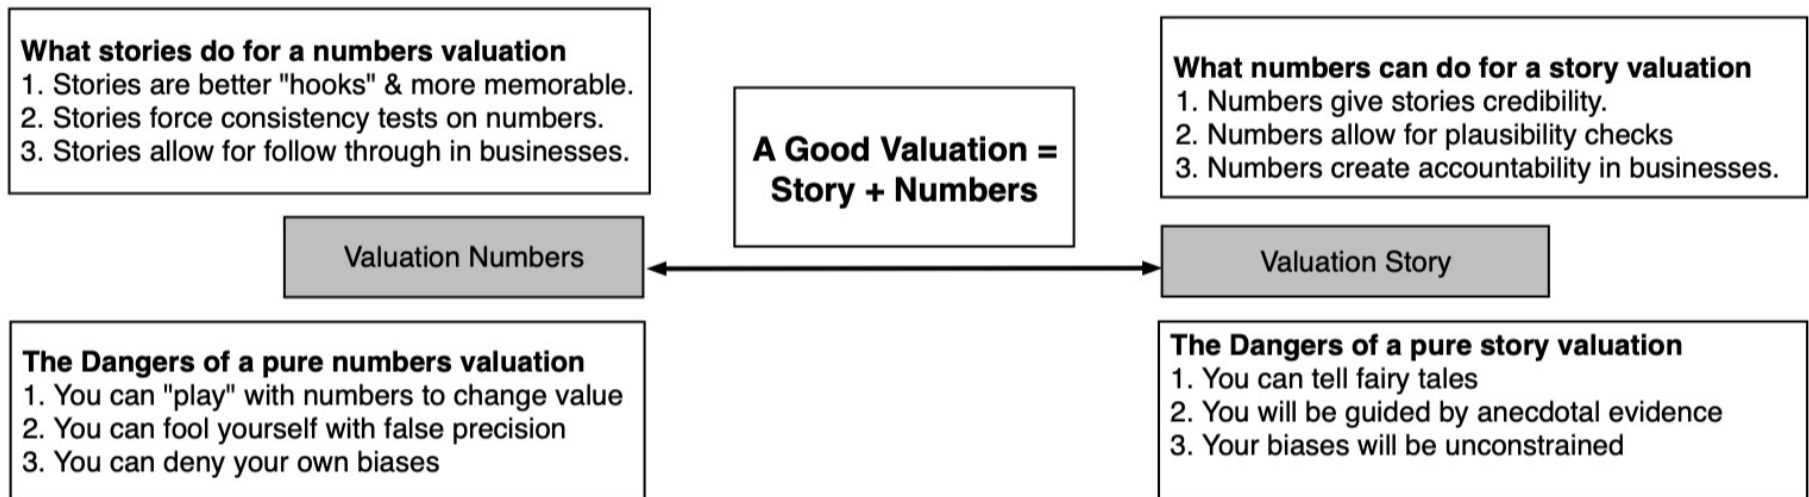 What stories do for a numbers valuation
1. Stories are better "hooks" & more memorable.
2. Stories force consistency tests on numbers.
3. Stories allow for follow through in businesses.
A Good Valuation =
Story + Numbers
What numbers can do for a story valuation
1. Numbers give stories credibility.
2. Numbers allow for plausibility checks
3. Numbers create accountability in businesses.
Valuation Numbers
Valuation Story
The Dangers of a pure numbers valuation
1. You can "play" with numbers to change value
2. You can fool yourself with false precision
3. You can deny your own biases
The Dangers of a pure story valuation
1. You can tell fairy tales
2. You will be guided by anecdotal evidence
3. Your biases will be unconstrained